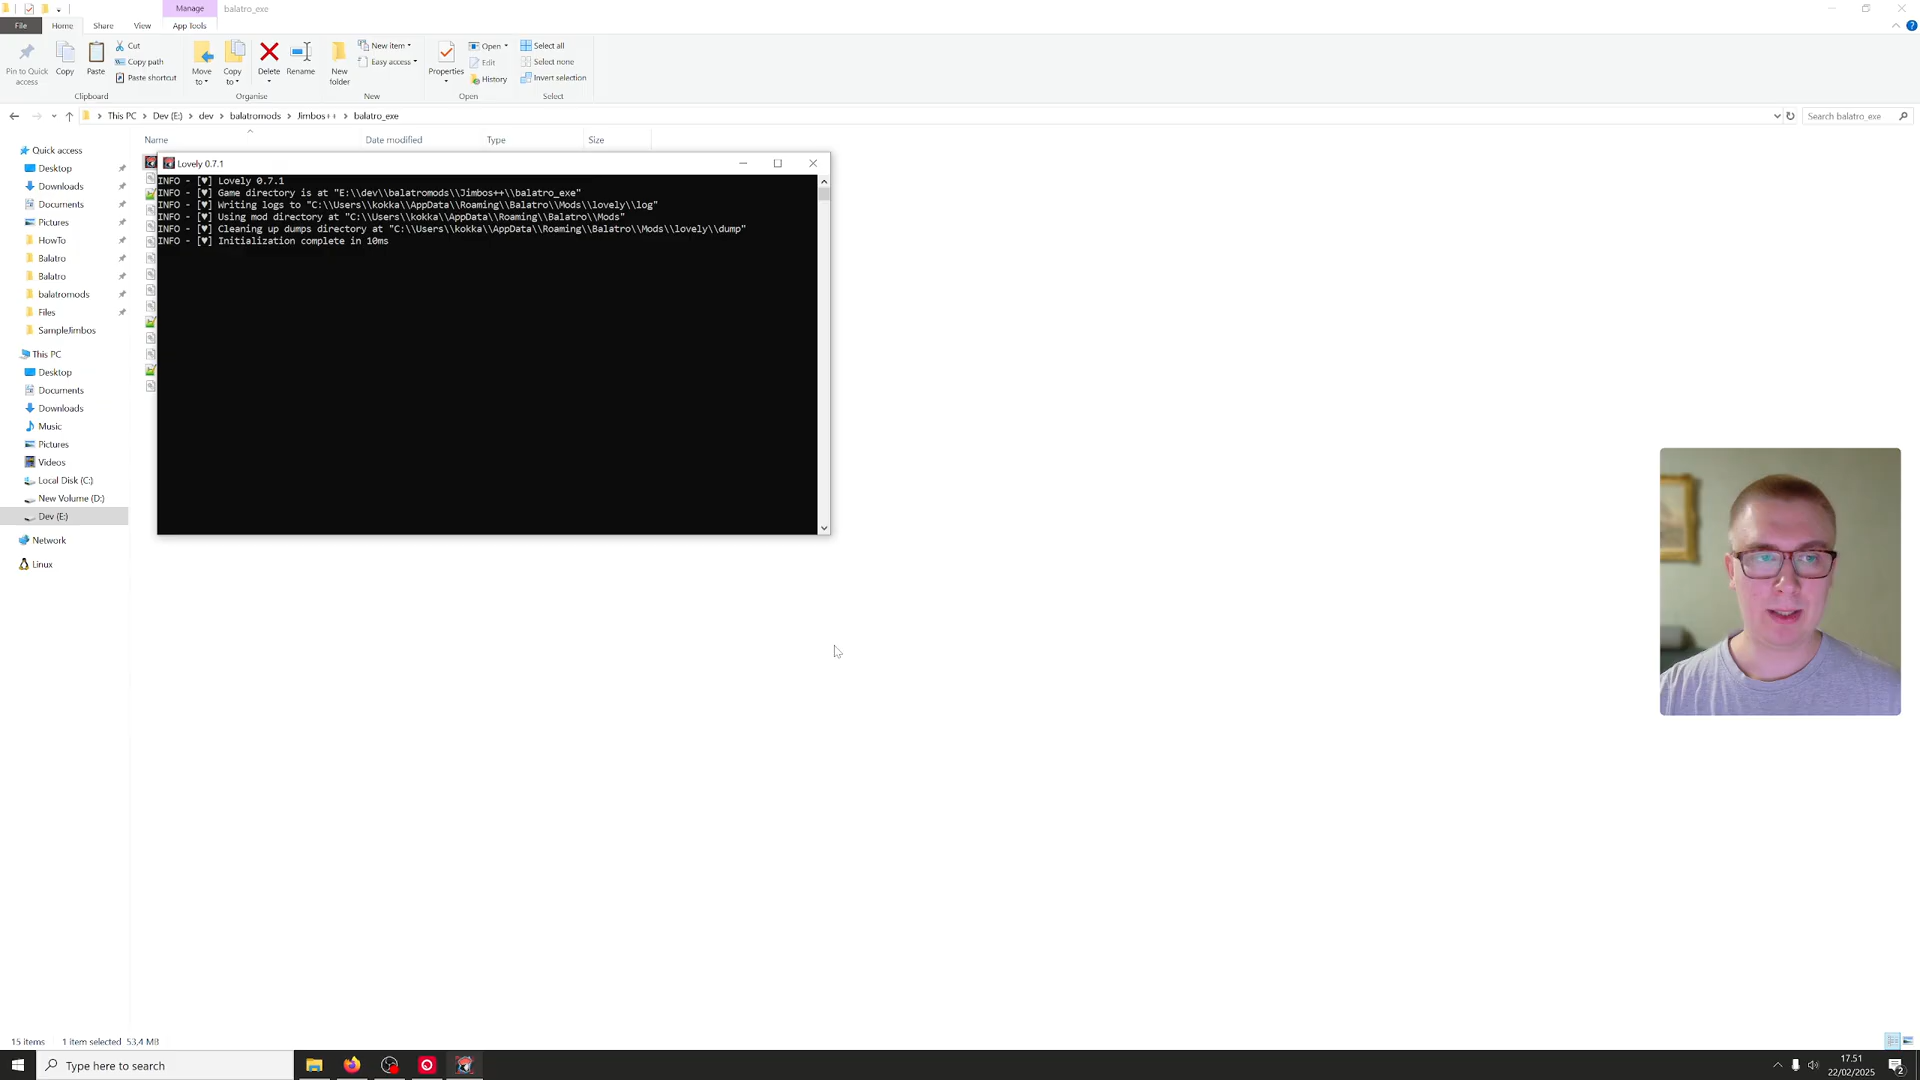 Manage
balatro_exe
File
Home
Share
View
App Tools
Pin to Quick access
Copy
Paste
Cut
Copy path
Paste shortcut
Clipboard
Move to
Copy to
Delete
Rename
Organise
New folder
New item
Easy access
New
Properties
Open
Edit
History
Open
Select all
Select none
Invert selection
Select
This PC > Dev (E:) > dev > balatromods > Jimbos++ > balatro_exe
Search balatro_exe
Name
Date modified
Type
Size
Quick access
Desktop
Downloads
Documents
Pictures
HowTo
Balatro
Balatro
balatromods
Files
SampleJimbos
This PC
Desktop
Documents
Downloads
Music
Pictures
Videos
Local Disk (C:)
New Volume (D:)
Dev (E:)
Network
Linux
Lovely 0.7.1
INFO - [♥] Lovely 0.7.1
INFO - [♥] Game directory is at "E:\\dev\\balatromods\\Jimbos++\\balatro_exe"
INFO - [♥] Writing logs to "C:\\Users\\kokka\\AppData\\Roaming\\Balatro\\Mods\\lovely\\log"
INFO - [♥] Using mod directory at "C:\\Users\\kokka\\AppData\\Roaming\\Balatro\\Mods"
INFO - [♥] Cleaning up dumps directory at "C:\\Users\\kokka\\AppData\\Roaming\\Balatro\\Mods\\lovely\\dump"
INFO - [♥] Initialization complete in 10ms
15 items
1 item selected 53,4 MB
Type here to search
17.51
22/02/2025
2